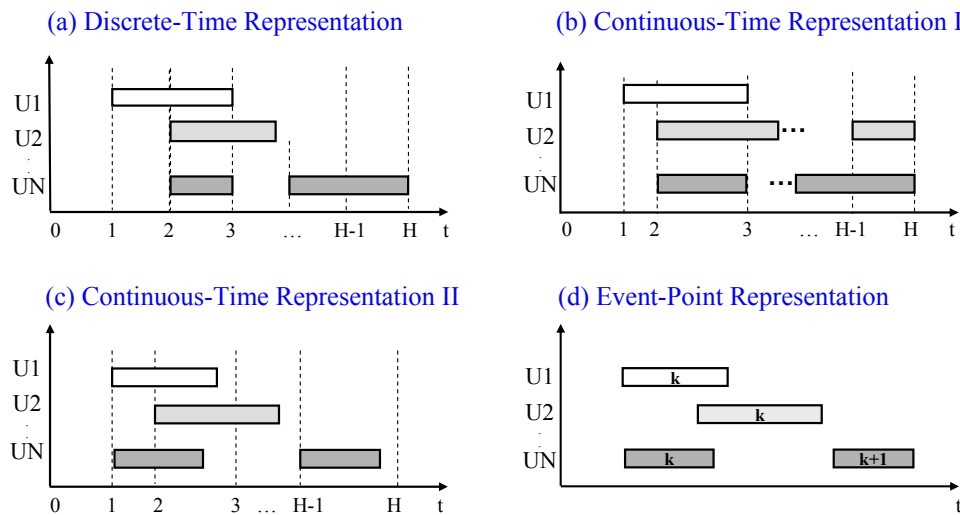 (a) Discrete-Time Representation
U1
U2
.
.
UN
0 1 2 3 ... H-1 H t
(b) Continuous-Time Representation I
U1
U2
...
.
.
UN
...
0 1 2 3 ... H-1 H t
(c) Continuous-Time Representation II
U1
U2
.
.
UN
0 1 2 3 ... H-1 H t
(d) Event-Point Representation
U1
k
U2
k
.
.
UN
k k+1
t